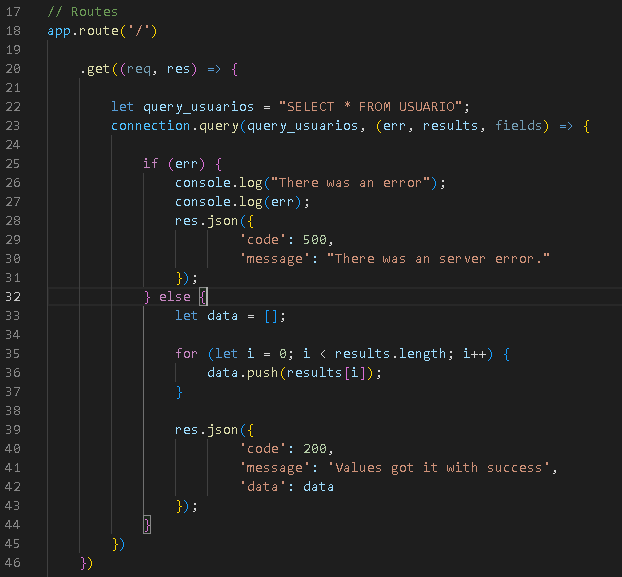 17 // Routes
18 app.route('/')
19
20     .get((req, res) => {
21
22         let query_usuarios = "SELECT * FROM USUARIO";
23         connection.query(query_usuarios, (err, results, fields) => {
24
25             if (err) {
26                 console.log("There was an error");
27                 console.log(err);
28                 res.json({
29                         'code': 500,
30                         'message': "There was an server error."
31                 });
32             } else {
33                 let data = [];
34
35                 for (let i = 0; i < results.length; i++) {
36                     data.push(results[i]);
37                 }
38
39                 res.json({
40                         'code': 200,
41                         'message': 'Values got it with success',
42                         'data': data
43                 });
44             }
45         })
46     })